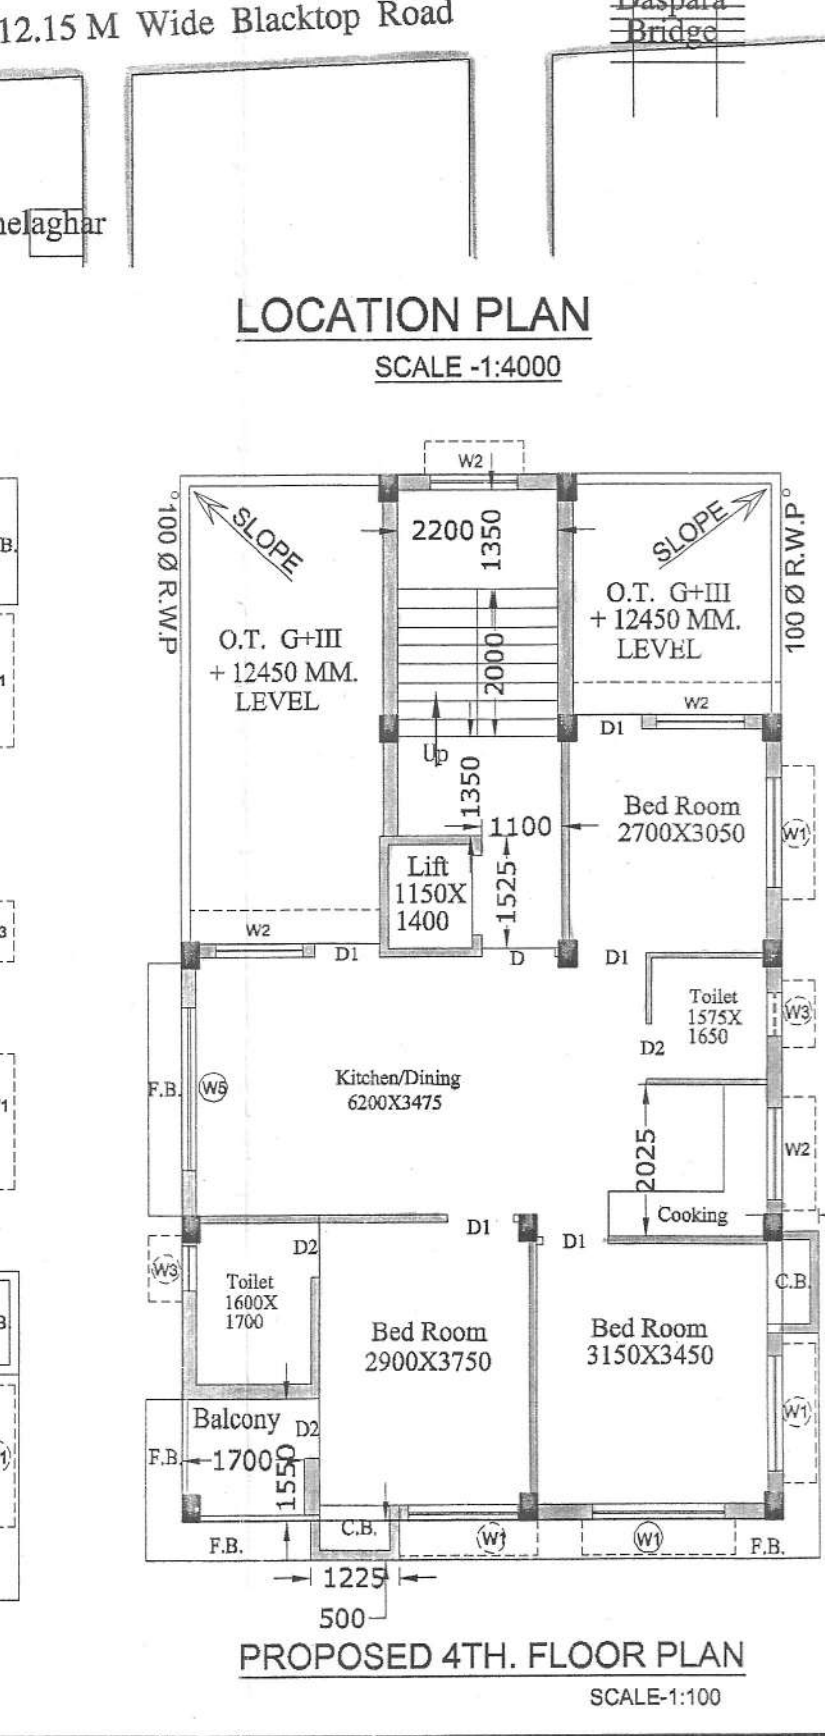 12.15 M Wide Blacktop Road
Daspara
Bridge
helaghar
LOCATION PLAN
SCALE -1:4000
W2
2200
1350
SLOPE
SLOPE
100 Ø R.W.P
100 Ø R.W.P
B.
O.T. G+III
+ 12450 MM.
LEVEL
O.T. G+III
+ 12450 MM.
LEVEL
2000
W2
D1
Up
1350
1100
Bed Room
2700X3050
W1
Lift
1150X
1400
1525
W2
D1
D
D1
Toilet
1575X
1650
W3
D2
Kitchen/Dining
6200X3475
F.B.
W5
2025
W2
Cooking
D1
D1
D2
W3
Toilet
1600X
1700
Bed Room
2900X3750
Bed Room
3150X3450
C.B.
W1
Balcony
D2
F.B.
1700
1550
C.B.
F.B.
W1
W1
F.B.
1225
500
PROPOSED 4TH. FLOOR PLAN
SCALE-1:100